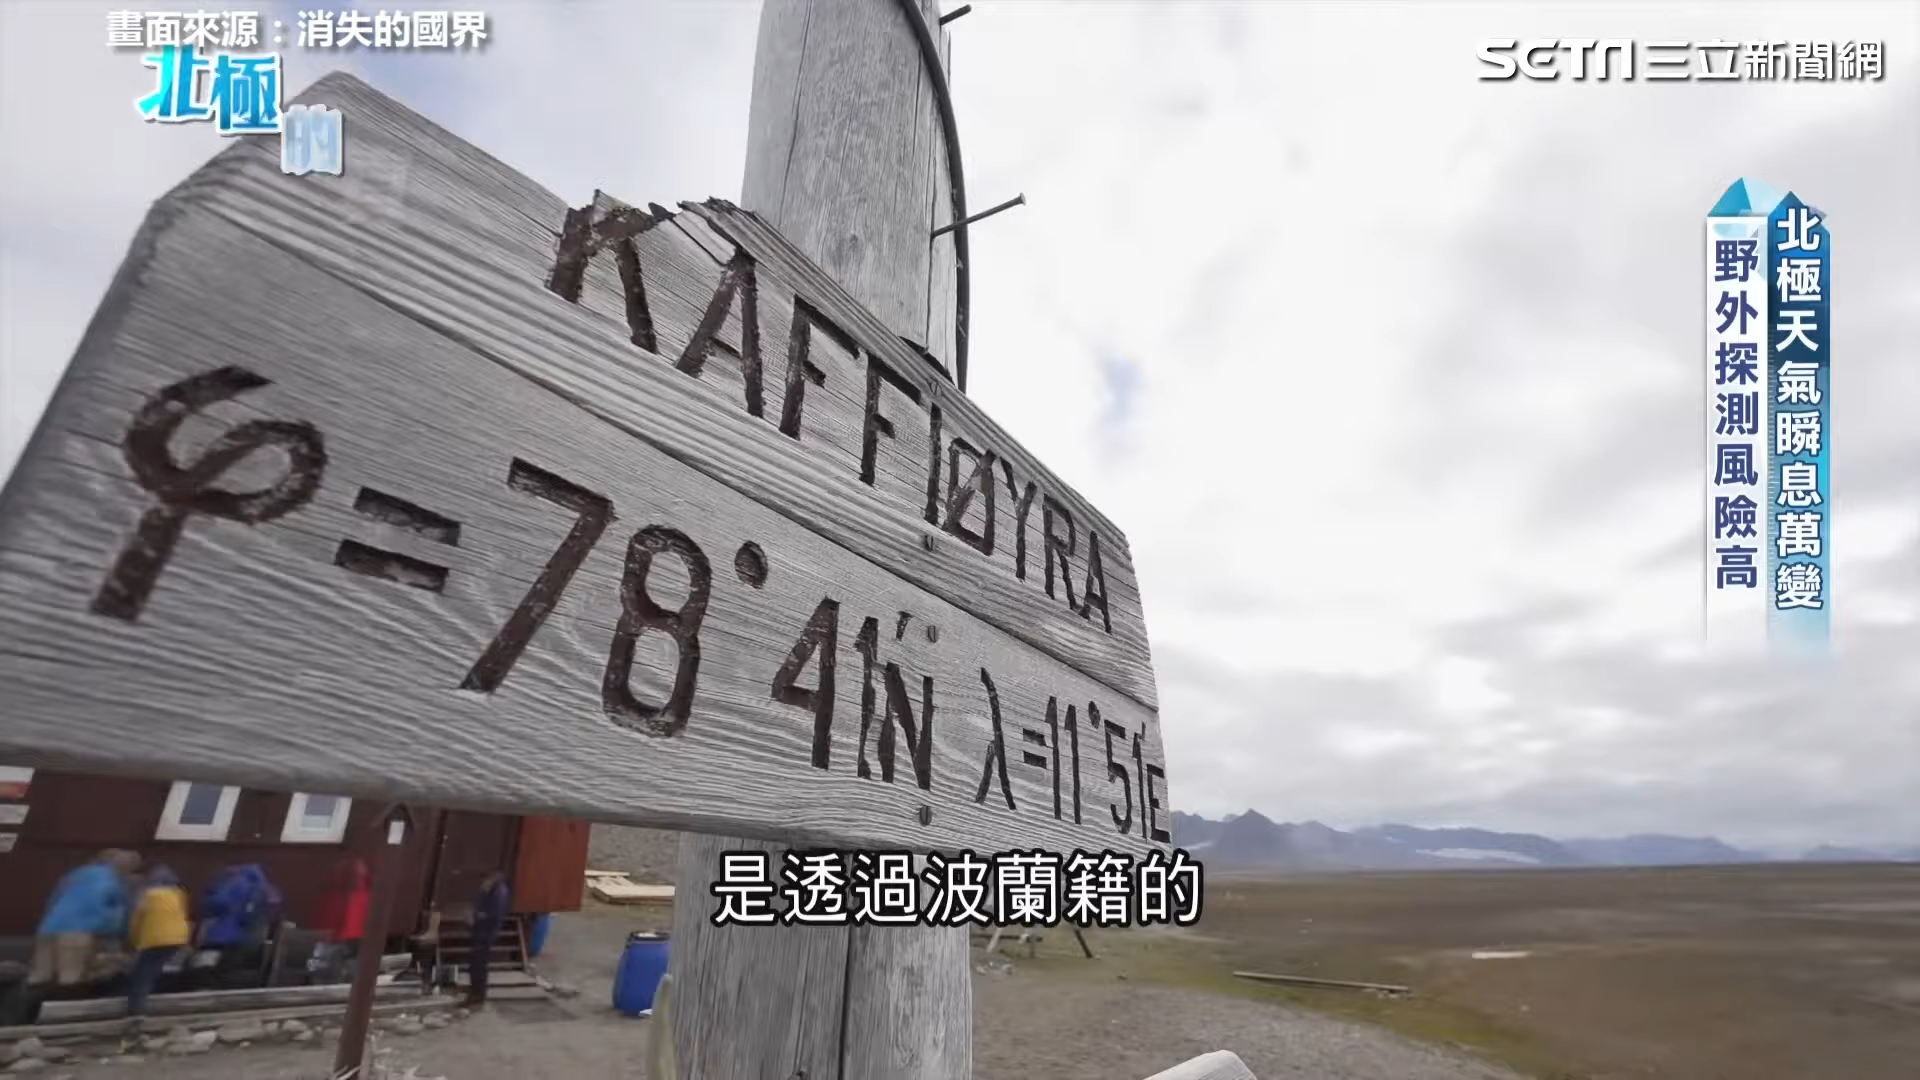 畫面來源：消失的國界
北極的
SETN三立新聞網
北極天氣瞬息萬變
野外探測風險高
KAFFIØYRA
φ=78°41'N λ=11°51'E
是透過波蘭籍的